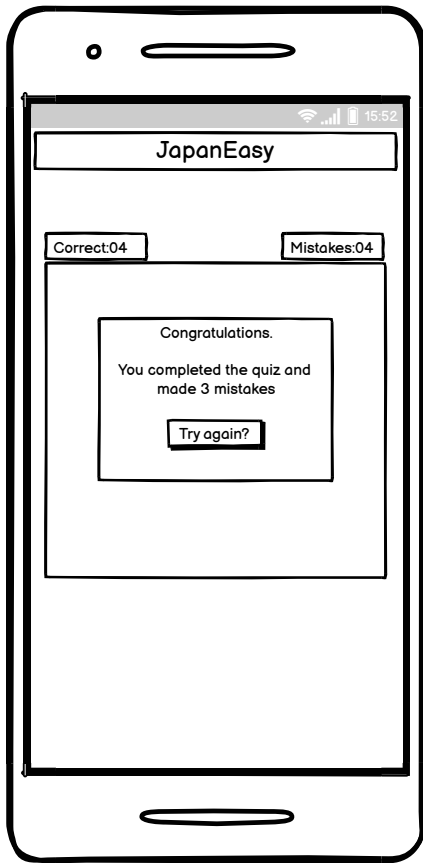 15:52
JapanEasy
Correct:04
Mistakes:04
Congratulations.
You completed the quiz and
made 3 mistakes
Try again?